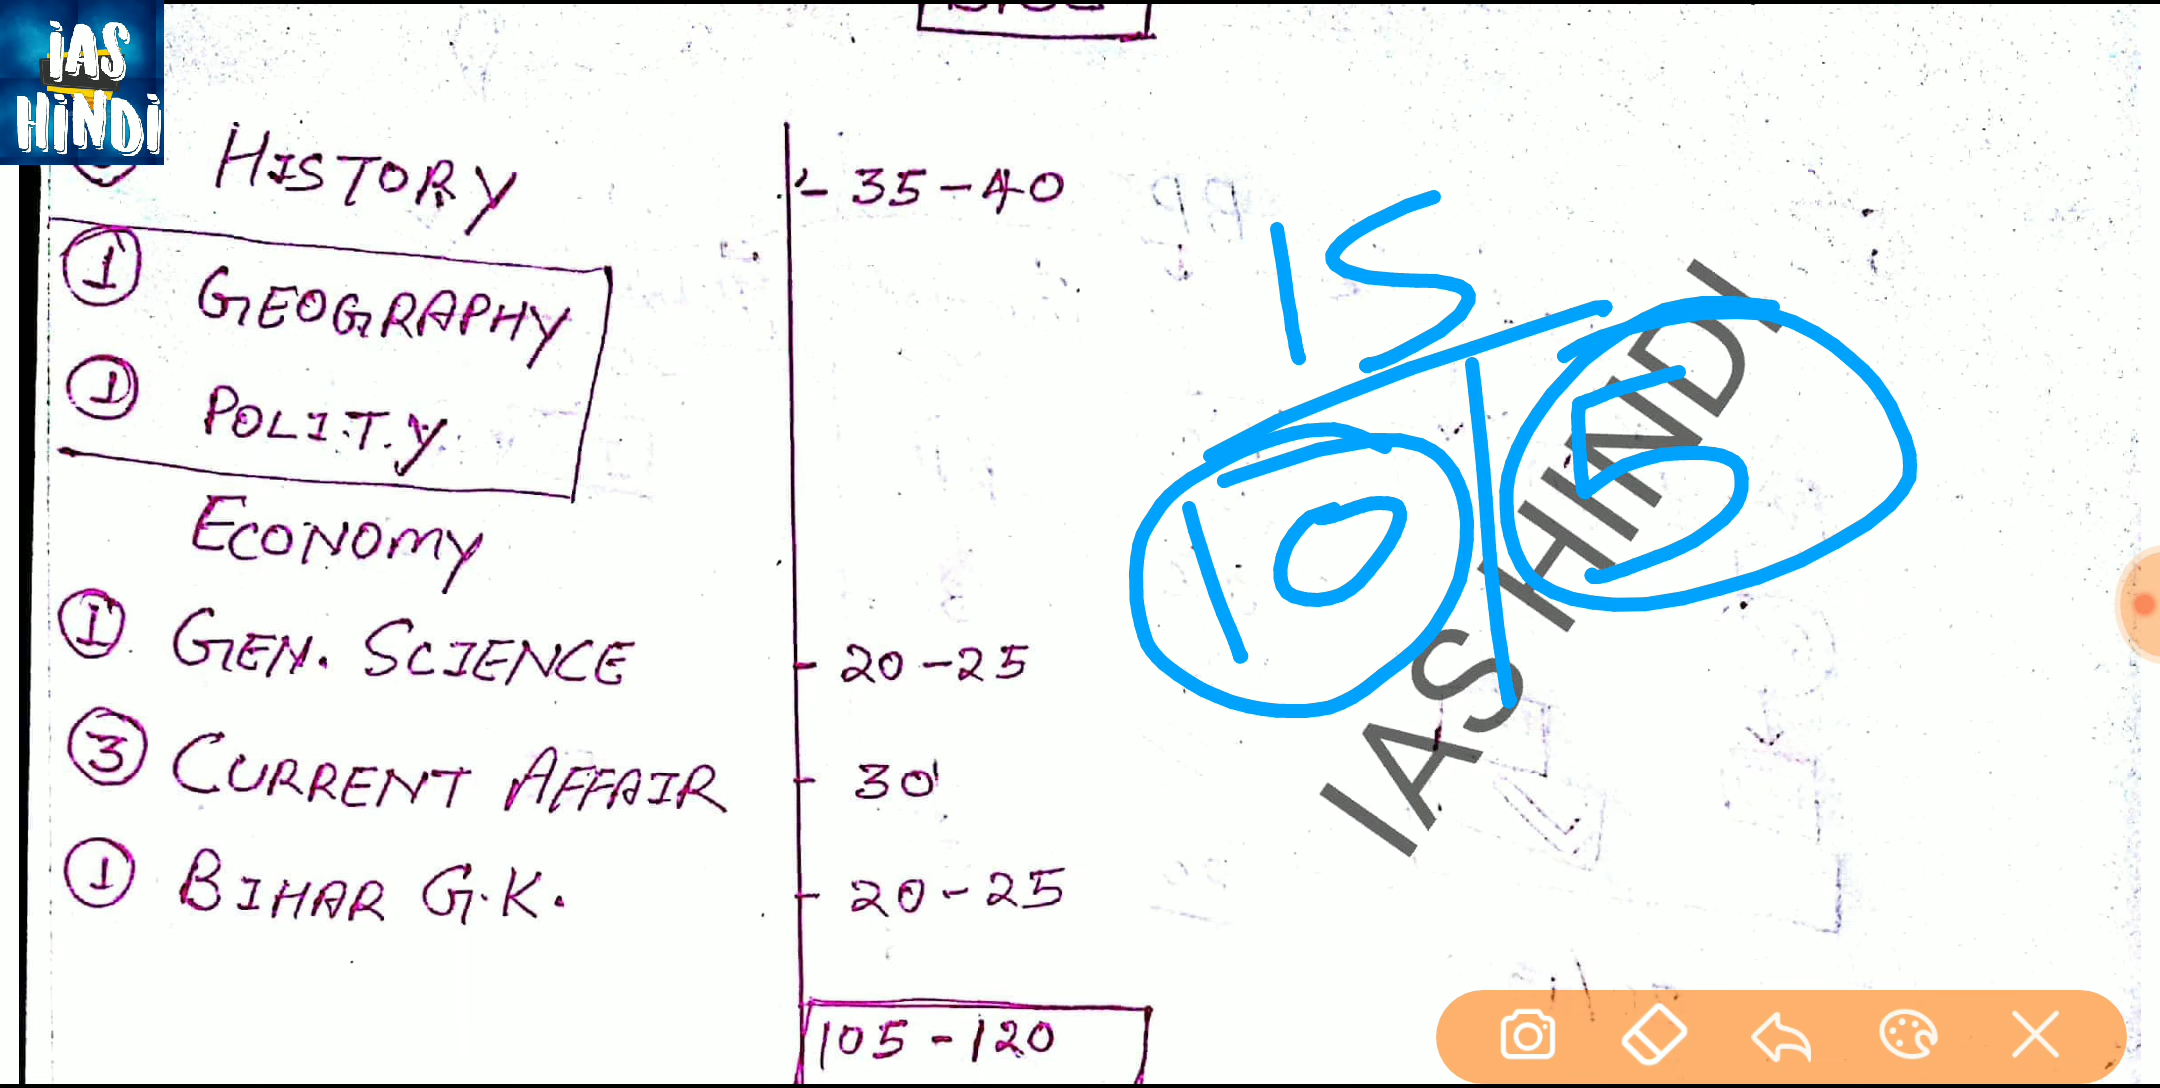 IAS
HINDI
HISTORY - 35-40
① GEOGRAPHY
① POLITY
ECONOMY
① GEN. SCIENCE - 20-25
③ CURRENT AFFAIR - 30
① BIHAR G.K. - 20-25
105-120
15
10
5
IAS HINDI